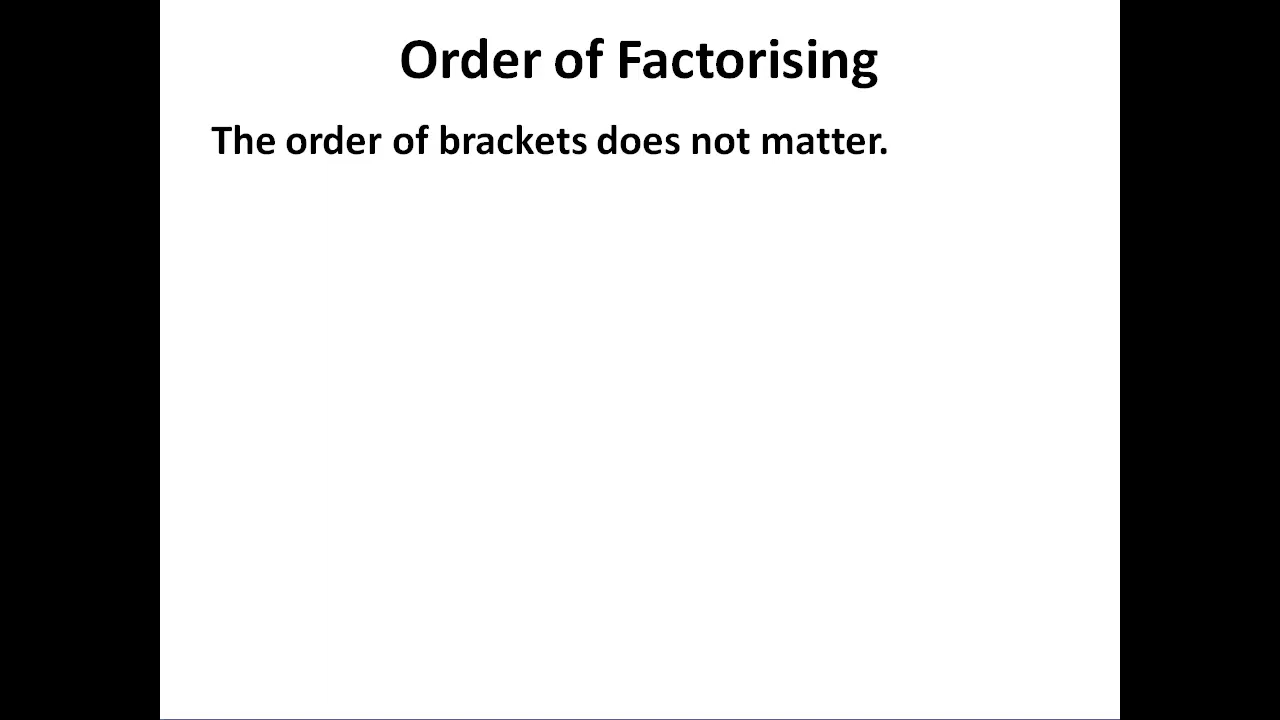 Order of Factorising
The order of brackets does not matter.